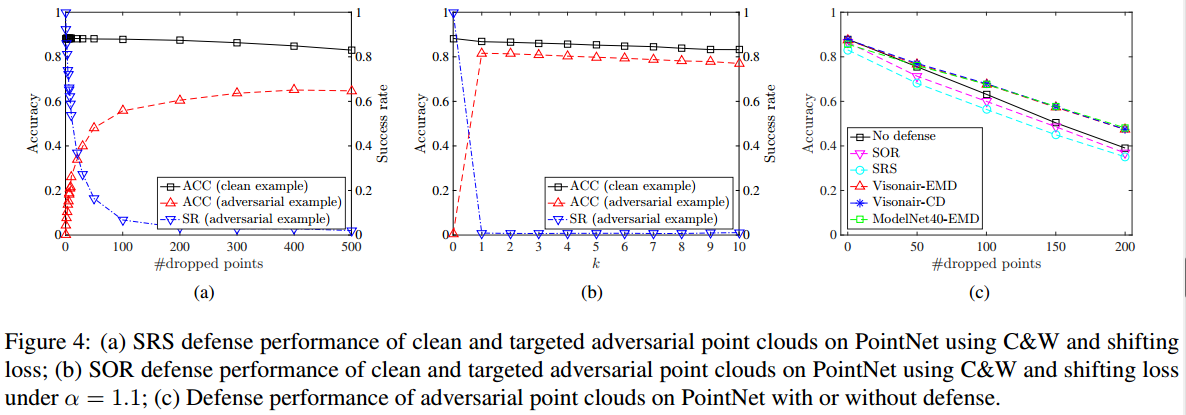 1
0.8
0.6
0.4
0.2
0
Accuracy
1
0.8
0.6
0.4
0.2
0
Success rate
0 100 200 300 400 500
#dropped points
ACC (clean example)
ACC (adversarial example)
SR (adversarial example)
(a)
1
0.8
0.6
0.4
0.2
0
Accuracy
1
0.8
0.6
0.4
0.2
0
Success rate
0 1 2 3 4 5 6 7 8 9 10
k
ACC (clean example)
ACC (adversarial example)
SR (adversarial example)
(b)
1
0.8
0.6
0.4
0.2
0
Accuracy
0 50 100 150 200
#dropped points
No defense
SOR
SRS
Visonair-EMD
Visonair-CD
ModelNet40-EMD
(c)
Figure 4: (a) SRS defense performance of clean and targeted adversarial point clouds on PointNet using C&W and shifting
loss; (b) SOR defense performance of clean and targeted adversarial point clouds on PointNet using C&W and shifting loss
under α = 1.1; (c) Defense performance of adversarial point clouds on PointNet with or without defense.